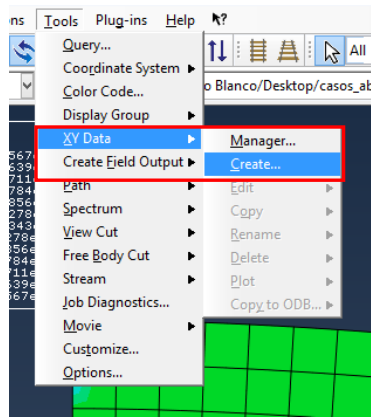 ns Tools Plug-ins Help ?
All
Query...
Coordinate System
o Blanco/Desktop/casos_ab
Color Code...
Display Group
XY Data
Manager...
Create Field Output
Create...
Path
Edit
Spectrum
Copy
View Cut
Rename
Free Body Cut
Delete
Stream
Plot
Job Diagnostics...
Copy to ODB...
Movie
Customize...
Options...